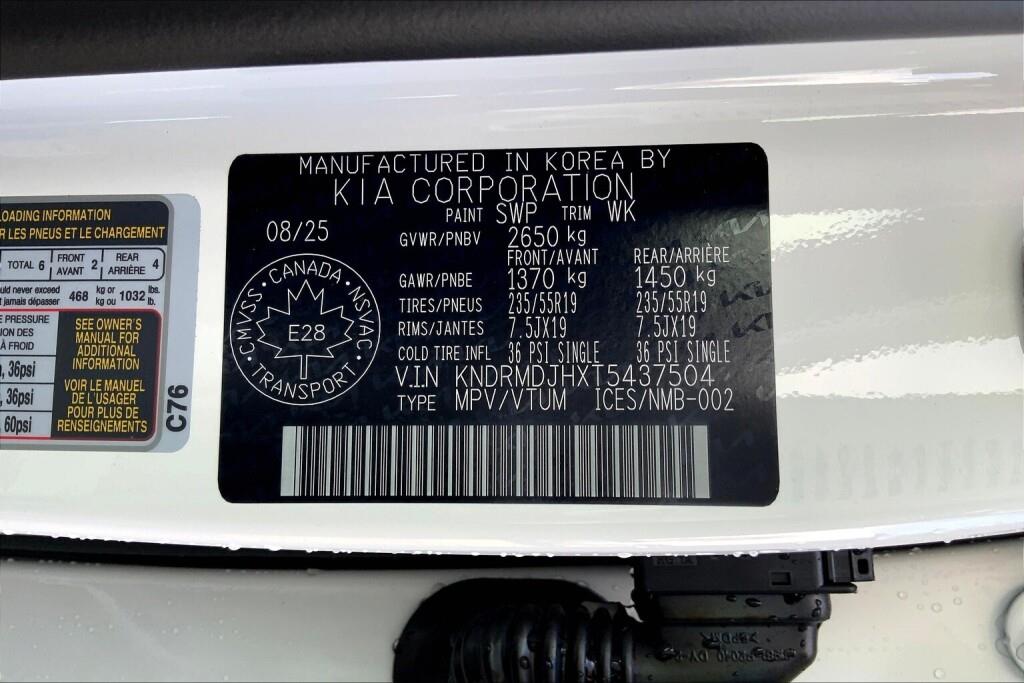 MANUFACTURED IN KOREA BY
KIA CORPORATION
PAINT SWP TRIM WK
08/25
GVWR/PNBV 2650 kg
FRONT/AVANT REAR/ARRIÈRE
GAWR/PNBE 1370 kg 1450 kg
TIRES/PNEUS 235/55R19 235/55R19
RIMS/JANTES 7.5JX19 7.5JX19
COLD TIRE INFL 36 PSI SINGLE 36 PSI SINGLE
V.I.N KNDRMDJHXT5437504
TYPE MPV/VTUM ICES/NMB-002
CANADA
CMVSS · NSVAC
E28
TRANSPORT
LOADING INFORMATION
R LES PNEUS ET LE CHARGEMENT
TOTAL 6 FRONT AVANT 2 REAR ARRIÈRE 4
ould never exceed 468 kg or 1032 lbs.
t jamais dépasser kg ou lb.
E PRESSURE
ION DES
À FROID
, 36psi
, 36psi
, 60psi
SEE OWNER'S
MANUAL FOR
ADDITIONAL
INFORMATION
VOIR LE MANUEL
DE L'USAGER
POUR PLUS DE
RENSEIGNEMENTS
C76